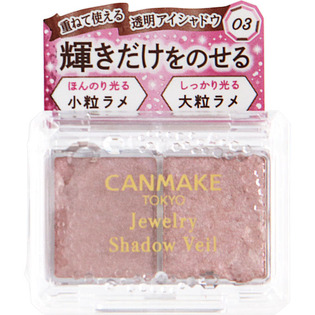 重ねて使える 透明アイシャドウ
03
輝きだけをのせる
ほんのり光る
小粒ラメ
しっかり光る
大粒ラメ
CANMAKE
TOKYO
Jewelry
Shadow Veil